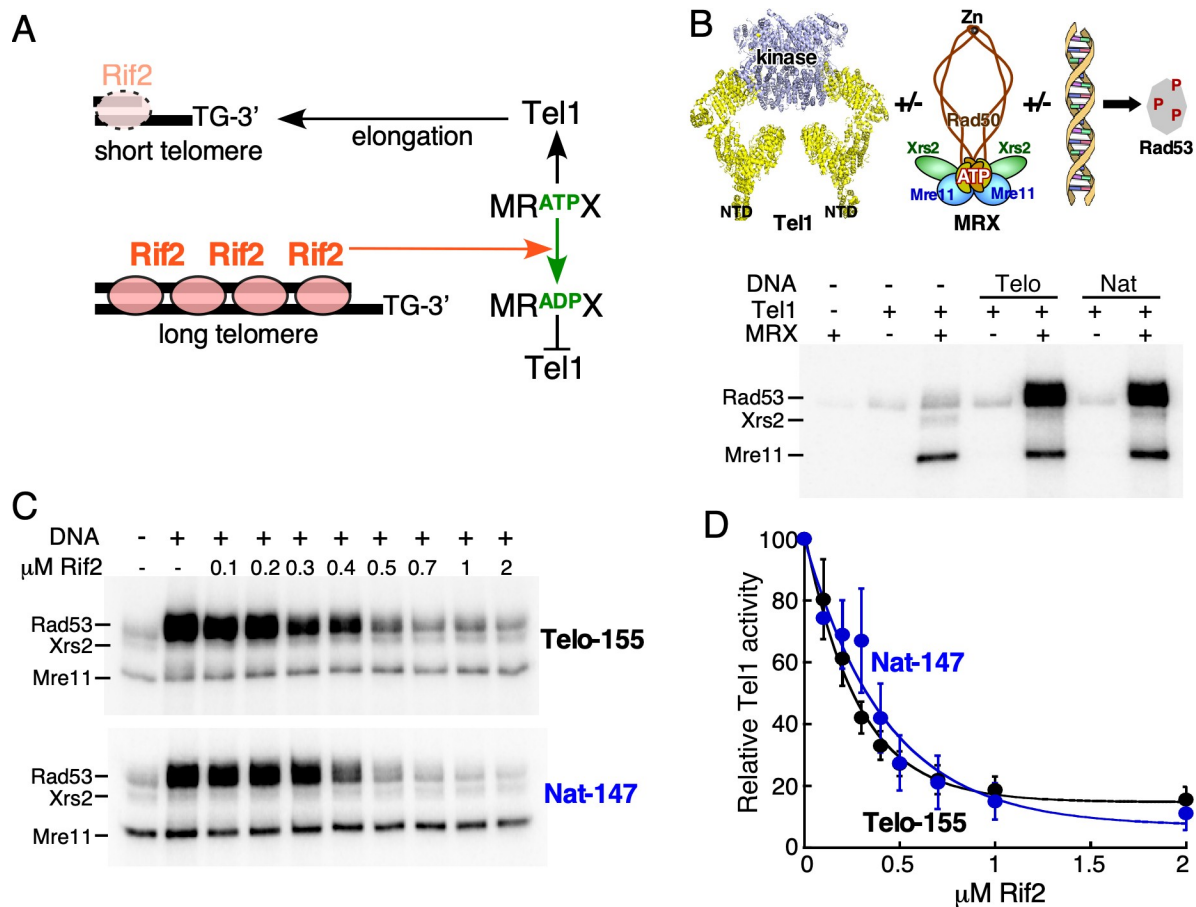 A
Rif2
TG-3’
short telomere
elongation
Tel1
MRATPX
Rif2 Rif2 Rif2
TG-3’
long telomere
MRADPX
Tel1
B
kinase
NTD NTD
Tel1
+/-
Zn
Rad50
Xrs2 Xrs2
ATP
Mre11 Mre11
MRX
+/-
P
P
P
Rad53
Telo Nat
DNA - - -
Tel1 - + + + + + +
MRX + - + - + - +
Rad53
Xrs2
Mre11
C
DNA - + + + + + + + + +
μM Rif2 - - 0.1 0.2 0.3 0.4 0.5 0.7 1 2
Rad53
Xrs2
Mre11
Telo-155
Rad53
Xrs2
Mre11
Nat-147
D
Relative Tel1 activity
100
80
60
40
20
0
Nat-147
Telo-155
0 0.5 1 1.5 2
μM Rif2